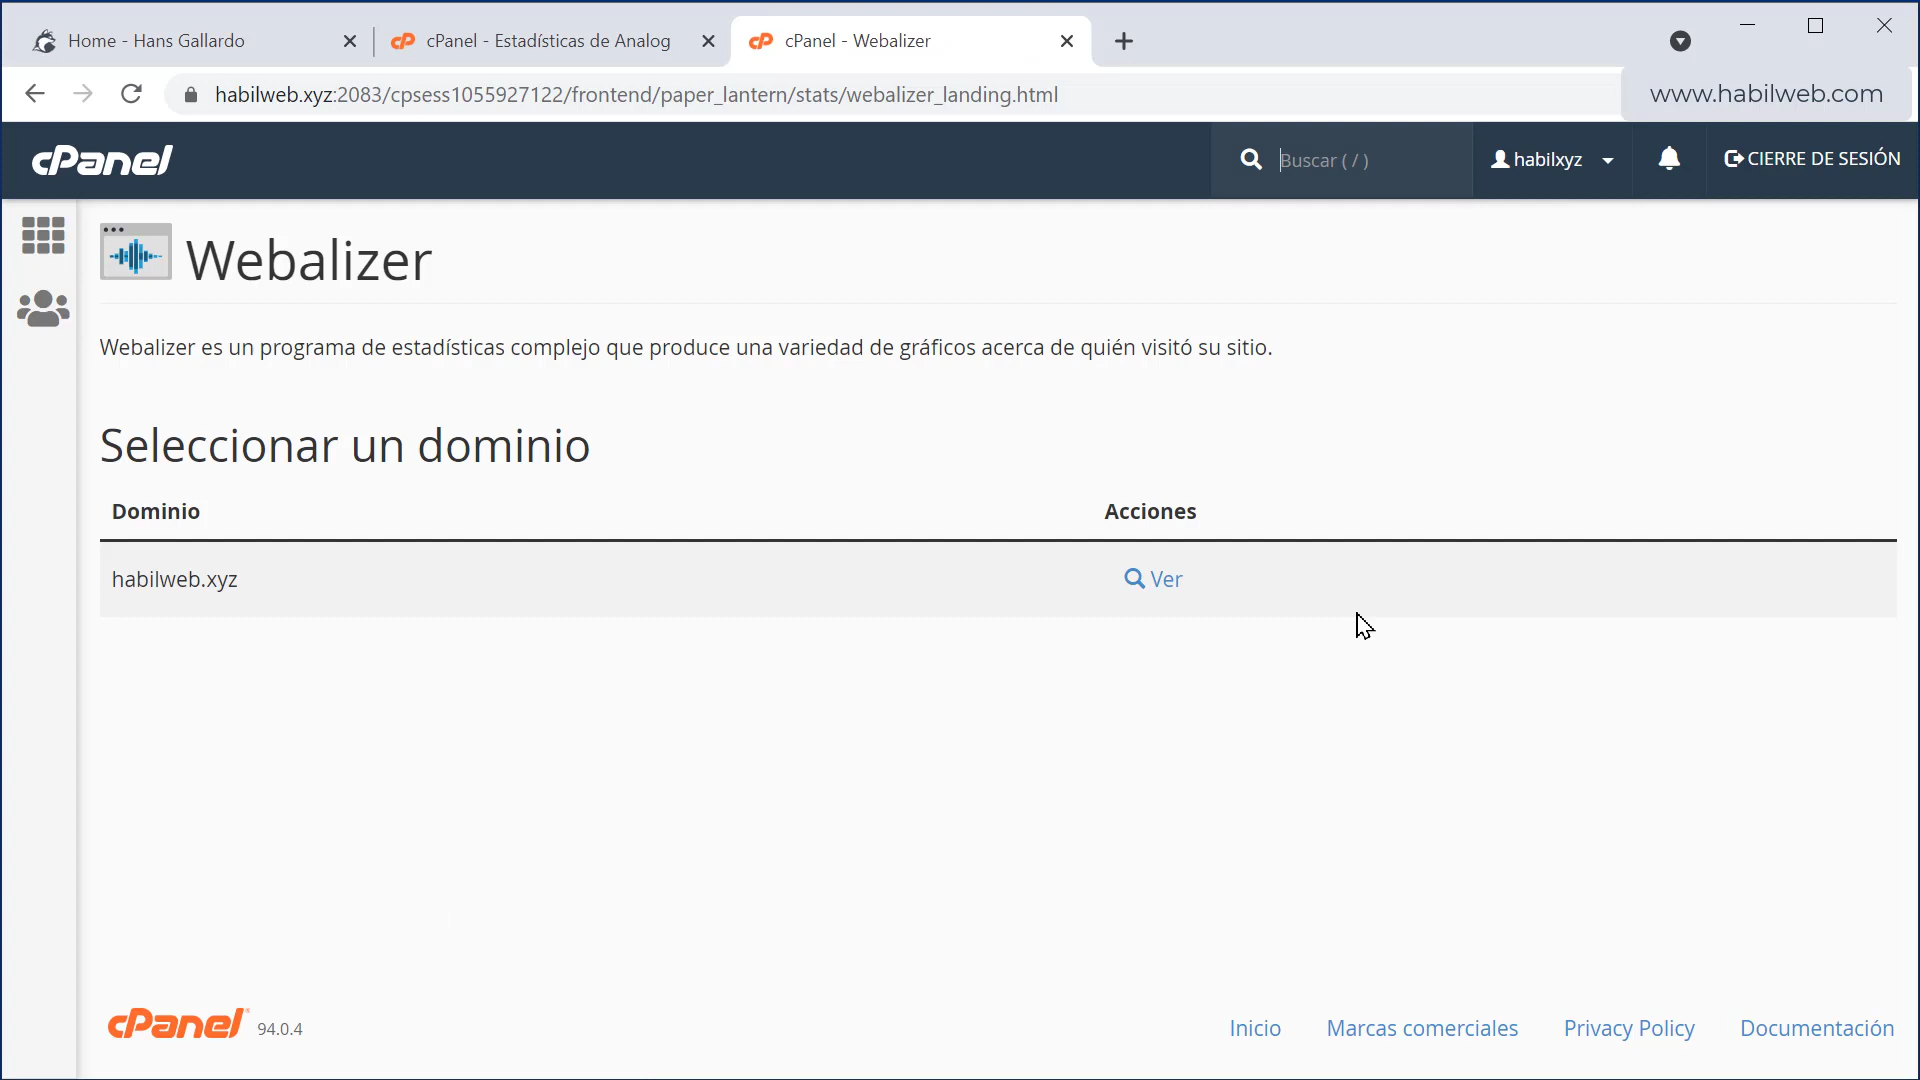 Home - Hans Gallardo
cPanel - Estadísticas de Analog
cPanel - Webalizer
habilweb.xyz:2083/cpsess1055927122/frontend/paper_lantern/stats/webalizer_landing.html
www.habilweb.com
cPanel
Buscar ( / )
habilxyz
CIERRE DE SESIÓN
Webalizer
Webalizer es un programa de estadísticas complejo que produce una variedad de gráficos acerca de quién visitó su sitio.
Seleccionar un dominio
Dominio
Acciones
habilweb.xyz
Ver
cPanel 94.0.4
Inicio
Marcas comerciales
Privacy Policy
Documentación